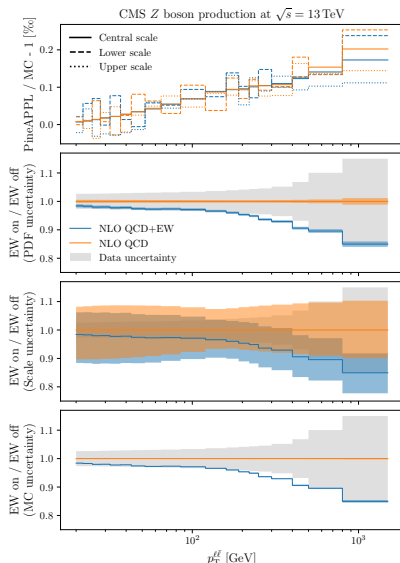 CMS Z boson production at √s = 13 TeV
PineAPPL / MC - 1 [‰]
0.2
0.1
0.0
Central scale
Lower scale
Upper scale
EW on / EW off
(PDF uncertainty)
1.1
1.0
0.9
0.8
NLO QCD+EW
NLO QCD
Data uncertainty
EW on / EW off
(Scale uncertainty)
1.1
1.0
0.9
0.8
EW on / EW off
(MC uncertainty)
1.1
1.0
0.9
0.8
10²
10³
p_T^{ℓℓ̄} [GeV]